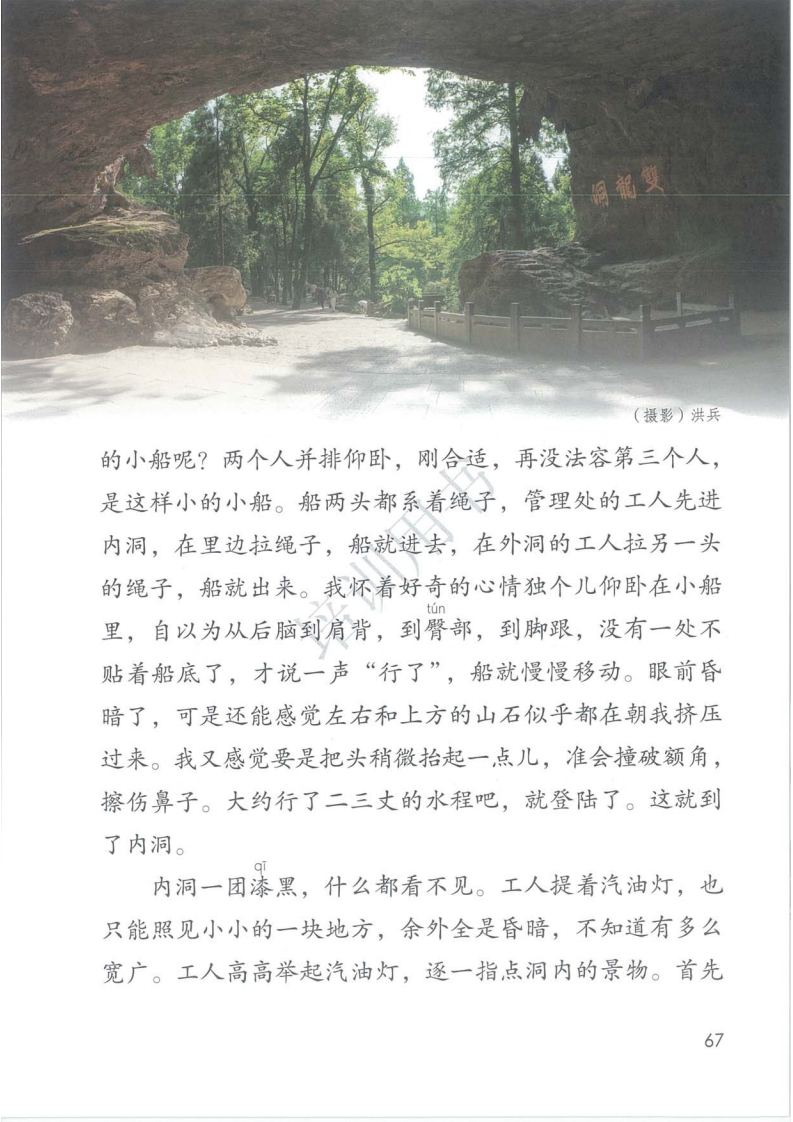 雙龍洞
（摄影）洪兵
的小船呢？两个人并排仰卧，刚合适，再没法容第三个人，
是这样小的小船。船两头都系着绳子，管理处的工人先进
内洞，在里边拉绳子，船就进去，在外洞的工人拉另一头
的绳子，船就出来。我怀着好奇的心情独个儿仰卧在小船
tún
里，自以为从后脑到肩背，到臀部，到脚跟，没有一处不
贴着船底了，才说一声“行了”，船就慢慢移动。眼前昏
暗了，可是还能感觉左右和上方的山石似乎都在朝我挤压
过来。我又感觉要是把头稍微抬起一点儿，准会撞破额角，
擦伤鼻子。大约行了二三丈的水程吧，就登陆了。这就到
了内洞。
qī
内洞一团漆黑，什么都看不见。工人提着汽油灯，也
只能照见小小的一块地方，余外全是昏暗，不知道有多么
宽广。工人高高举起汽油灯，逐一指点洞内的景物。首先
培训用书
67